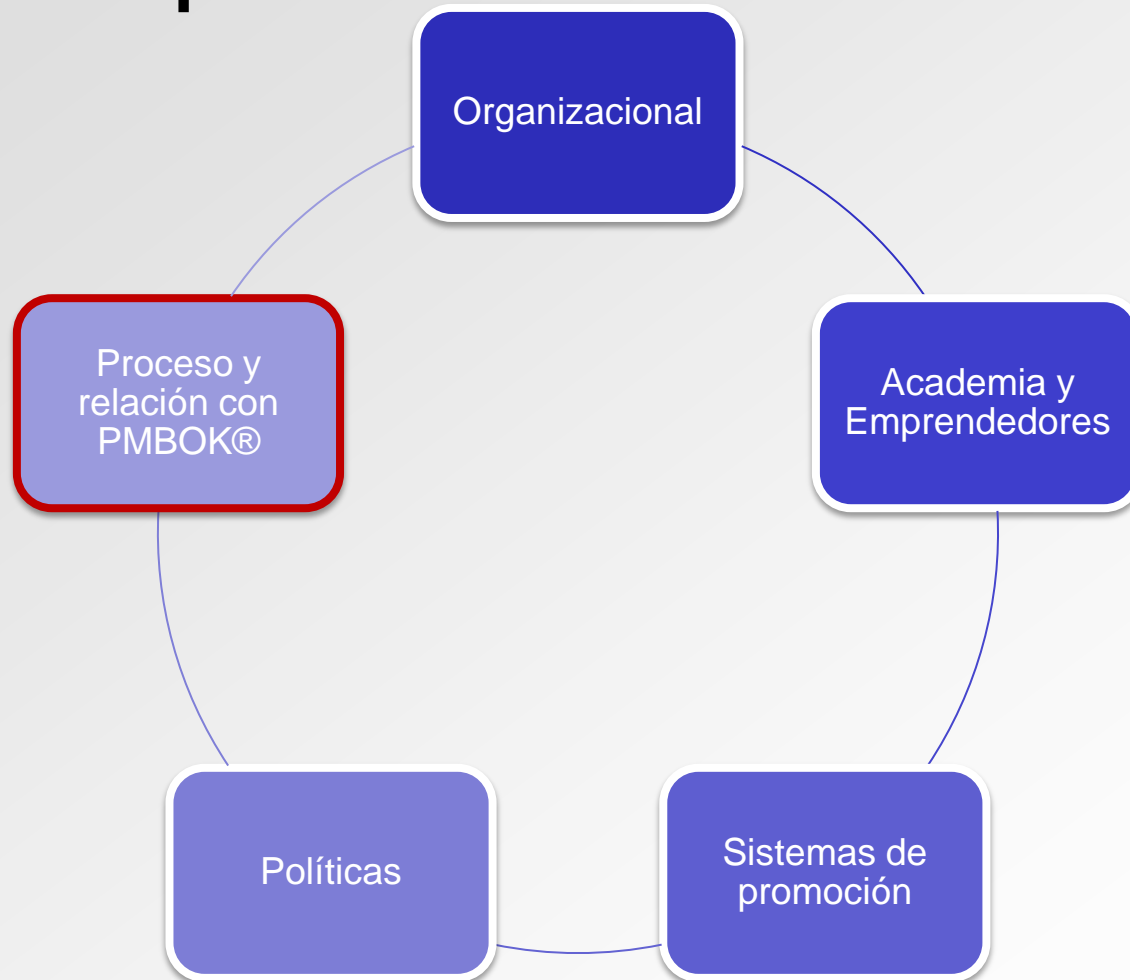 Organizacional
Academia y
Emprendedores
Sistemas de
promoción
Políticas
Proceso y
relación con
PMBOK®